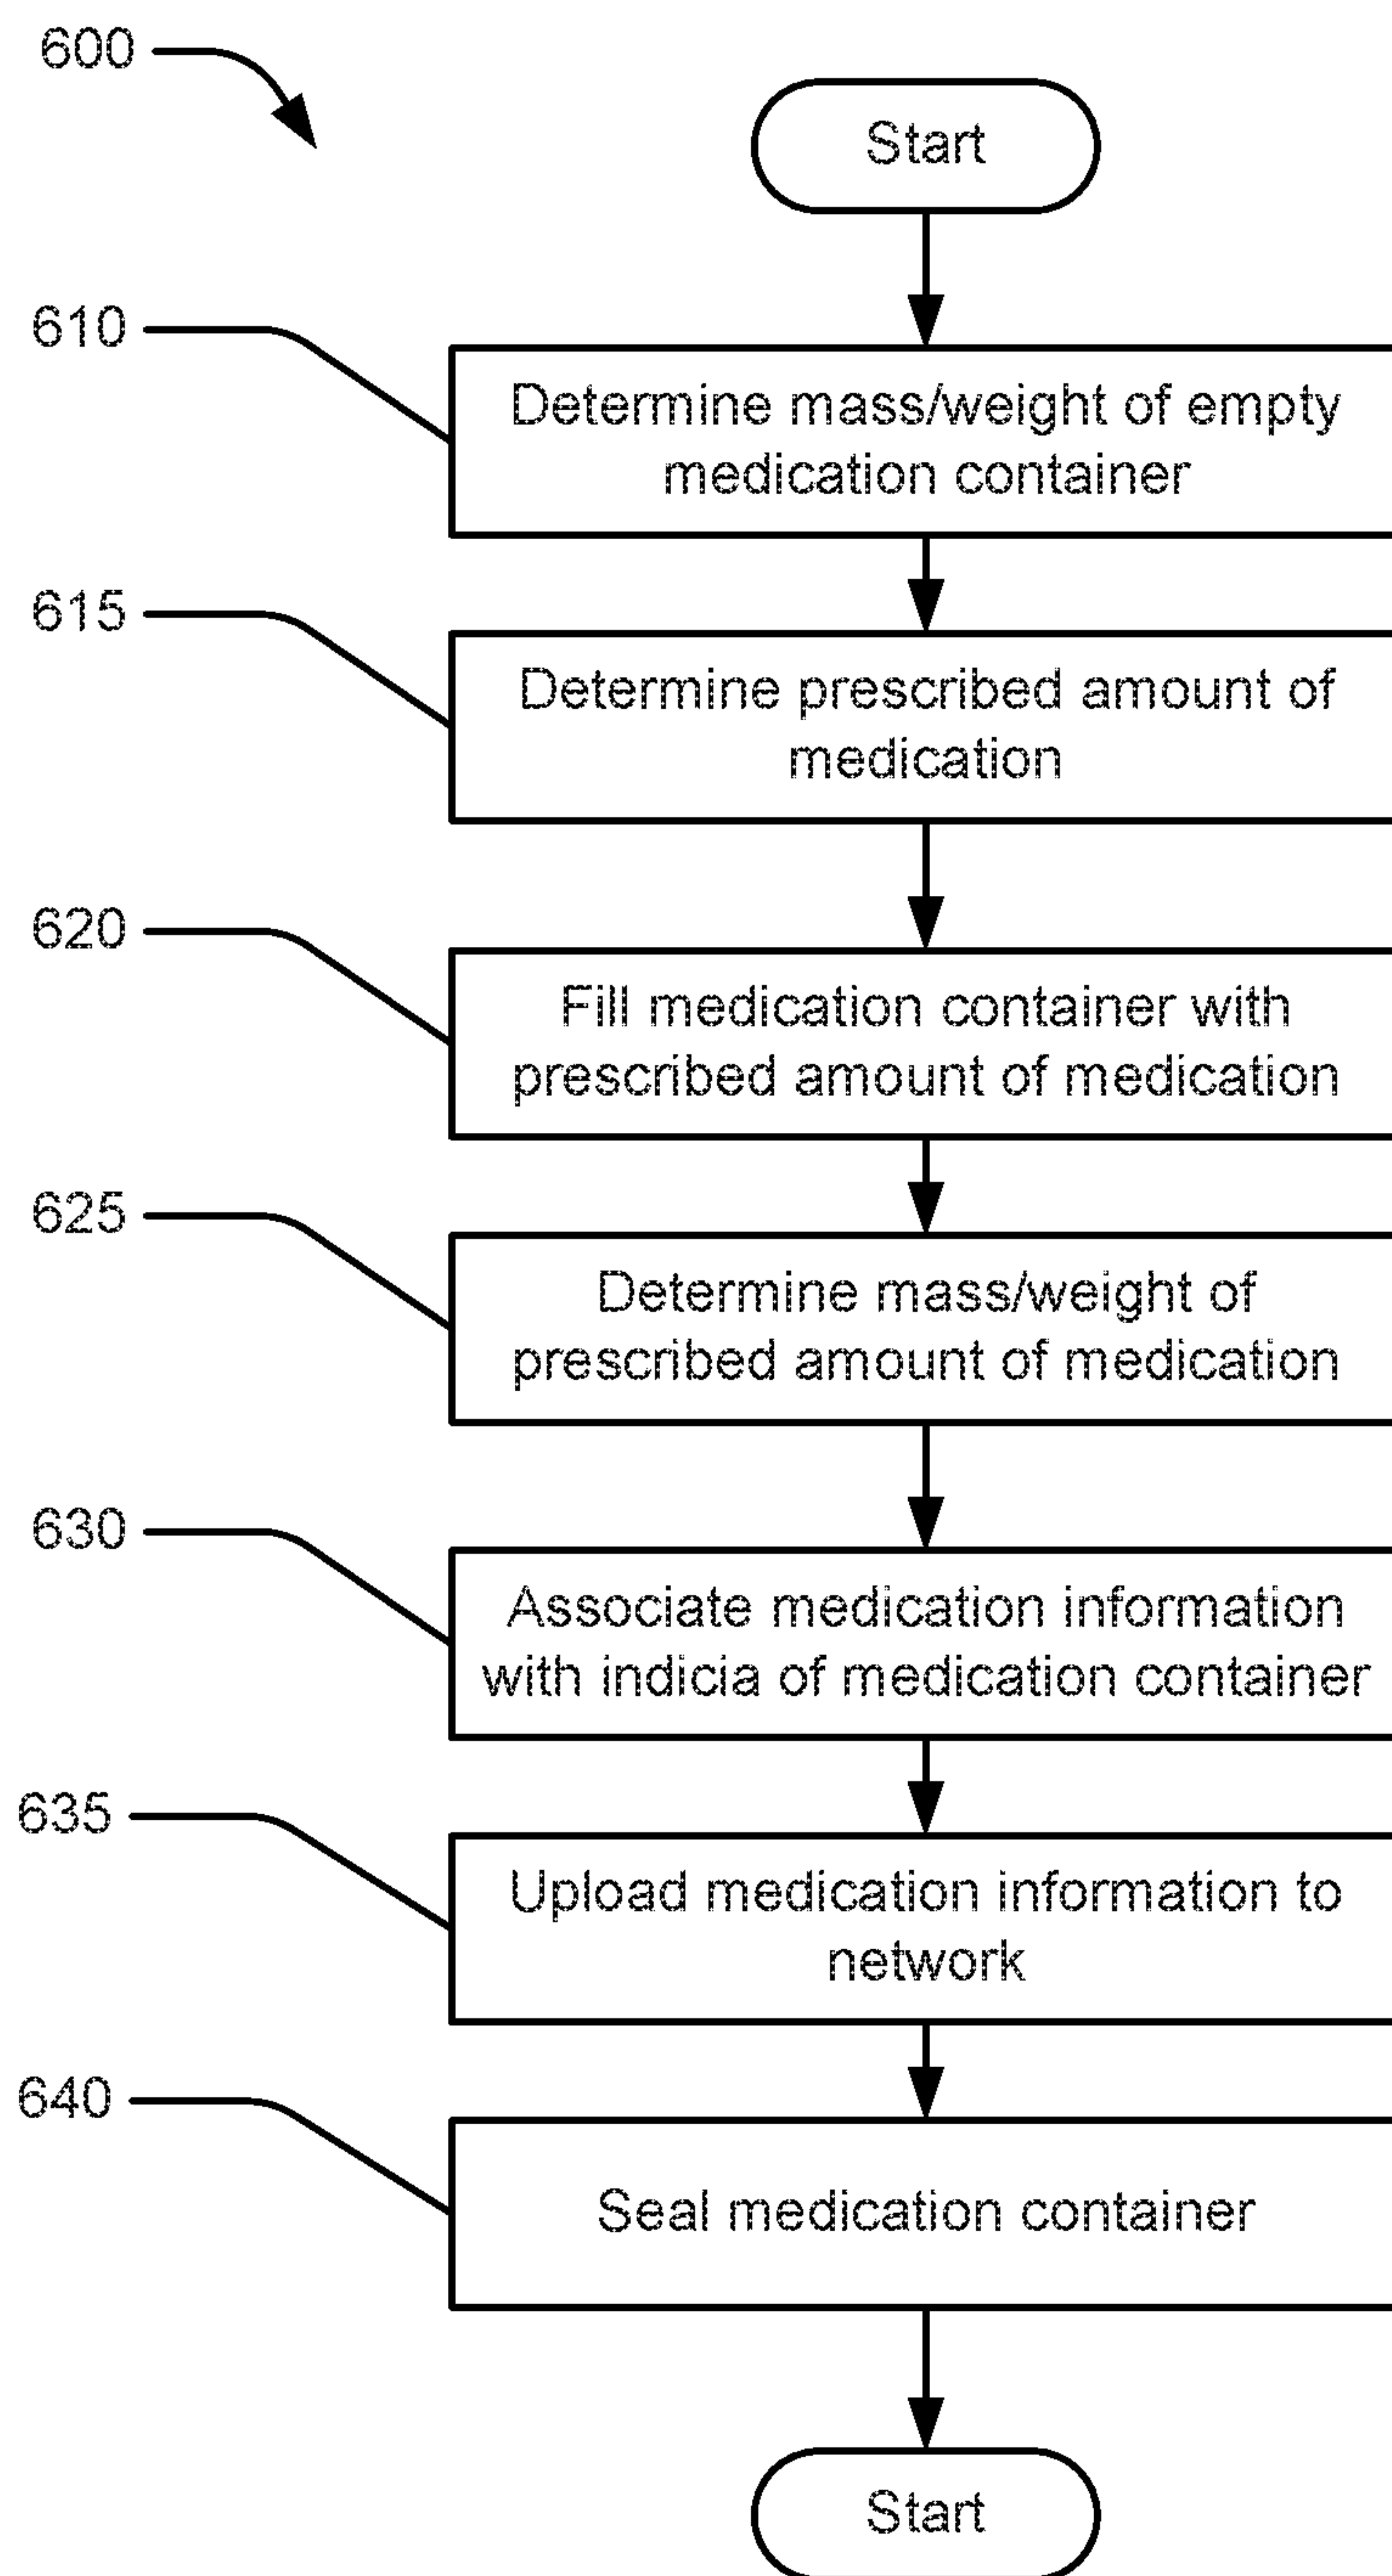 600
Start
610
Determine mass/weight of empty
medication container
615
Determine prescribed amount of
medication
620
Fill medication container with
prescribed amount of medication
625
Determine mass/weight of
prescribed amount of medication
630
Associate medication information
with indicia of medication container
635
Upload medication information to
network
640
Seal medication container
Start